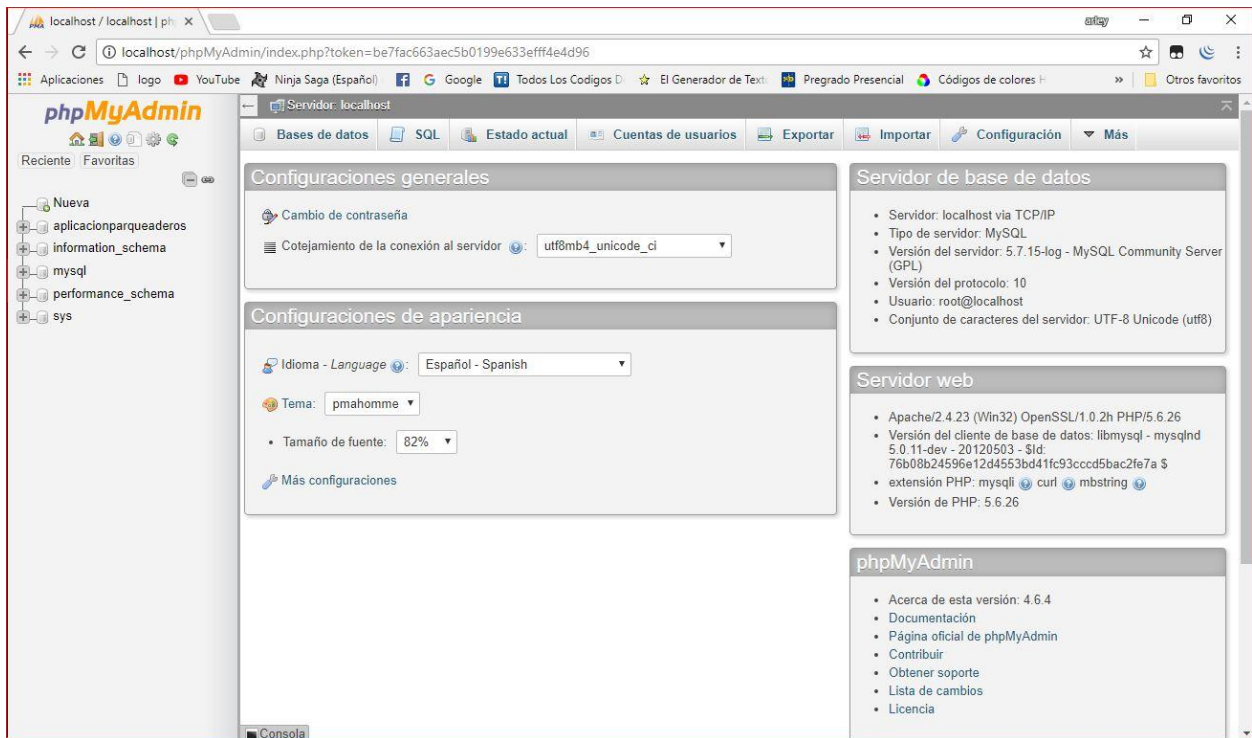 localhost / localhost | ph
localhost/phpMyAdmin/index.php?token=be7fac663aec5b0199e633efff4e4d96
Aplicaciones logo YouTube Ninja Saga (Español) Google Todos Los Codigos D El Generador de Text Pregrado Presencial Códigos de colores H » Otros favoritos
phpMyAdmin
Reciente Favoritas
Nueva
aplicacionparqueaderos
information_schema
mysql
performance_schema
sys
Servidor: localhost
Bases de datos SQL Estado actual Cuentas de usuarios Exportar Importar Configuración Más
Configuraciones generales
Cambio de contraseña
Cotejamiento de la conexión al servidor : utf8mb4_unicode_ci
Configuraciones de apariencia
Idioma - Language : Español - Spanish
Tema: pmahomme
• Tamaño de fuente: 82%
Más configuraciones
Servidor de base de datos
• Servidor: localhost via TCP/IP
• Tipo de servidor: MySQL
• Versión del servidor: 5.7.15-log - MySQL Community Server
(GPL)
• Versión del protocolo: 10
• Usuario: root@localhost
• Conjunto de caracteres del servidor: UTF-8 Unicode (utf8)
Servidor web
• Apache/2.4.23 (Win32) OpenSSL/1.0.2h PHP/5.6.26
• Versión del cliente de base de datos: libmysql - mysqlnd
5.0.11-dev - 20120503 - $Id:
76b08b24596e12d4553bd41fc93cccd5bac2fe7a $
• extensión PHP: mysqli curl mbstring
• Versión de PHP: 5.6.26
phpMyAdmin
• Acerca de esta versión: 4.6.4
• Documentación
• Página oficial de phpMyAdmin
• Contribuir
• Obtener soporte
• Lista de cambios
• Licencia
Consola